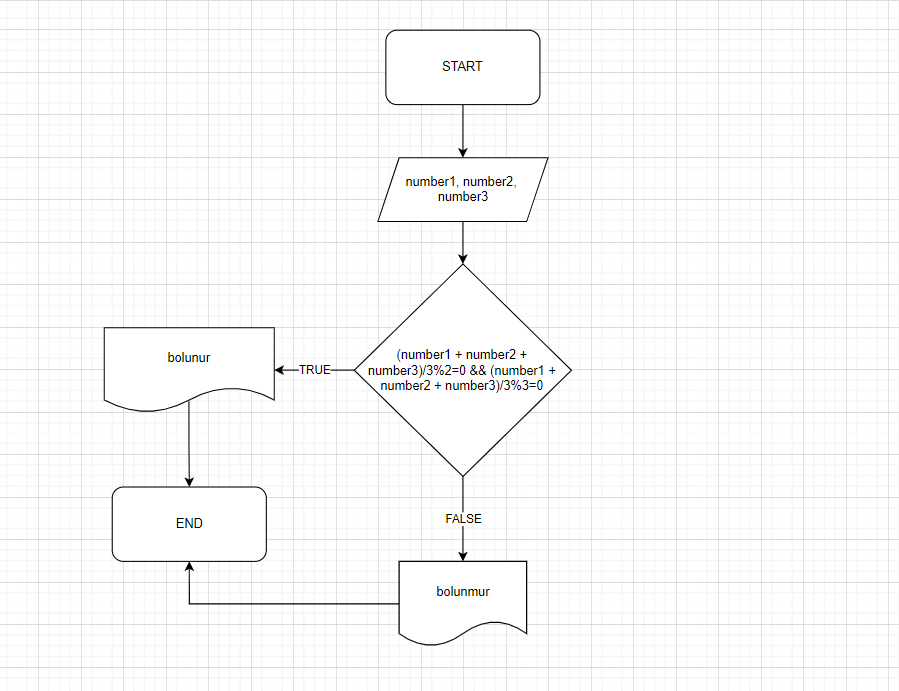 START
number1, number2,
number3
(number1 + number2 +
number3)/3%2=0 && (number1 +
number2 + number3)/3%3=0
TRUE
bolunur
END
FALSE
bolunmur